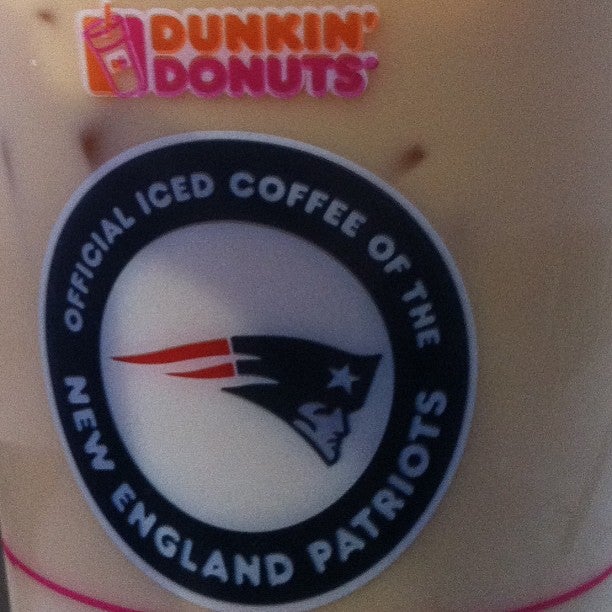 DUNKIN'
DONUTS®
OFFICIAL ICED COFFEE OF THE
NEW ENGLAND PATRIOTS